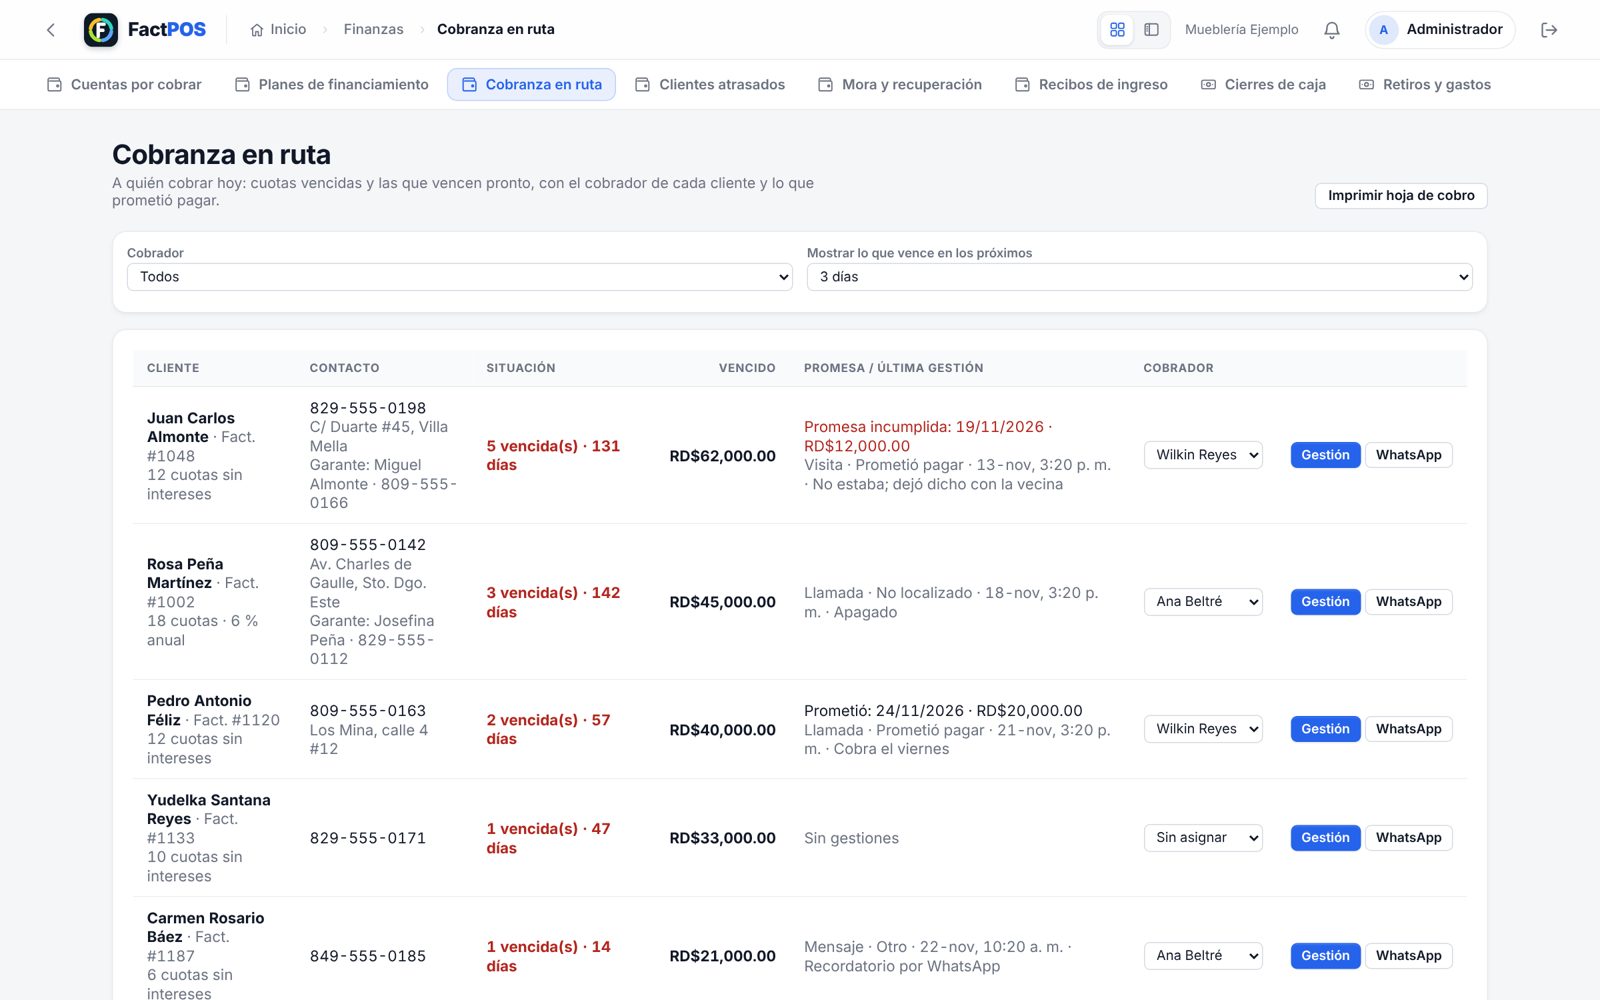 FactPOS
Inicio
Finanzas
Cobranza en ruta
Mueblería Ejemplo
A
Administrador
Cuentas por cobrar
Planes de financiamiento
Cobranza en ruta
Clientes atrasados
Mora y recuperación
Recibos de ingreso
Cierres de caja
Retiros y gastos
Cobranza en ruta
A quién cobrar hoy: cuotas vencidas y las que vencen pronto, con el cobrador de cada cliente y lo que
prometió pagar.
Imprimir hoja de cobro
Cobrador
Todos
Mostrar lo que vence en los próximos
3 días
CLIENTE
CONTACTO
SITUACIÓN
VENCIDO
PROMESA / ÚLTIMA GESTIÓN
COBRADOR
Juan Carlos
Almonte · Fact.
#1048
12 cuotas sin
intereses
829-555-0198
C/ Duarte #45, Villa
Mella
Garante: Miguel
Almonte · 809-555-
0166
5 vencida(s) · 131
días
RD$62,000.00
Promesa incumplida: 19/11/2026 ·
RD$12,000.00
Visita · Prometió pagar · 13-nov, 3:20 p. m.
· No estaba; dejó dicho con la vecina
Wilkin Reyes
Gestión
WhatsApp
Rosa Peña
Martínez · Fact.
#1002
18 cuotas · 6 %
anual
809-555-0142
Av. Charles de
Gaulle, Sto. Dgo.
Este
Garante: Josefina
Peña · 829-555-
0112
3 vencida(s) · 142
días
RD$45,000.00
Llamada · No localizado · 18-nov, 3:20 p.
m. · Apagado
Ana Beltré
Gestión
WhatsApp
Pedro Antonio
Féliz · Fact. #1120
12 cuotas sin
intereses
809-555-0163
Los Mina, calle 4
#12
2 vencida(s) · 57
días
RD$40,000.00
Prometió: 24/11/2026 · RD$20,000.00
Llamada · Prometió pagar · 21-nov, 3:20 p.
m. · Cobra el viernes
Wilkin Reyes
Gestión
WhatsApp
Yudelka Santana
Reyes · Fact.
#1133
10 cuotas sin
intereses
829-555-0171
1 vencida(s) · 47
días
RD$33,000.00
Sin gestiones
Sin asignar
Gestión
WhatsApp
Carmen Rosario
Báez · Fact.
#1187
6 cuotas sin
intereses
849-555-0185
1 vencida(s) · 14
días
RD$21,000.00
Mensaje · Otro · 22-nov, 10:20 a. m. ·
Recordatorio por WhatsApp
Ana Beltré
Gestión
WhatsApp